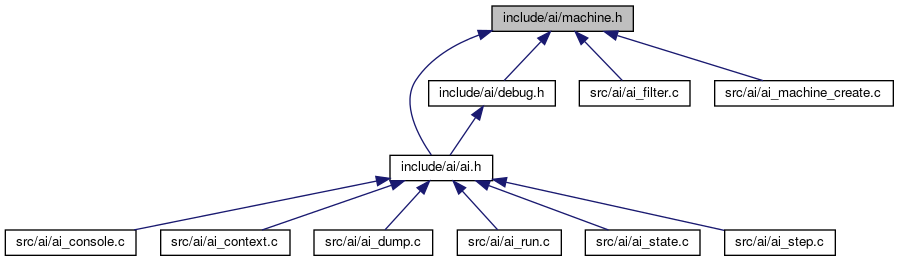 include/ai/machine.h
include/ai/debug.h
src/ai/ai_filter.c
src/ai/ai_machine_create.c
include/ai/ai.h
src/ai/ai_console.c
src/ai/ai_context.c
src/ai/ai_dump.c
src/ai/ai_run.c
src/ai/ai_state.c
src/ai/ai_step.c